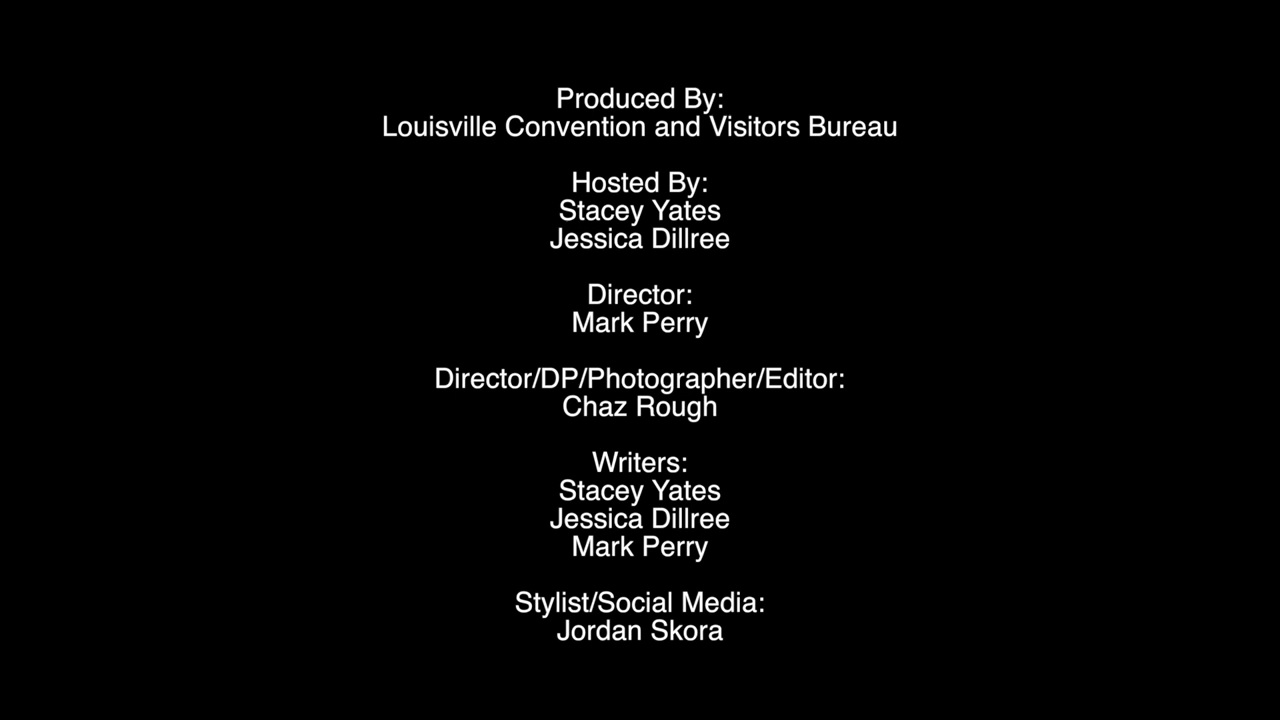 Produced By:
Louisville Convention and Visitors Bureau
Hosted By:
Stacey Yates
Jessica Dillree
Director:
Mark Perry
Director/DP/Photographer/Editor:
Chaz Rough
Writers:
Stacey Yates
Jessica Dillree
Mark Perry
Stylist/Social Media:
Jordan Skora